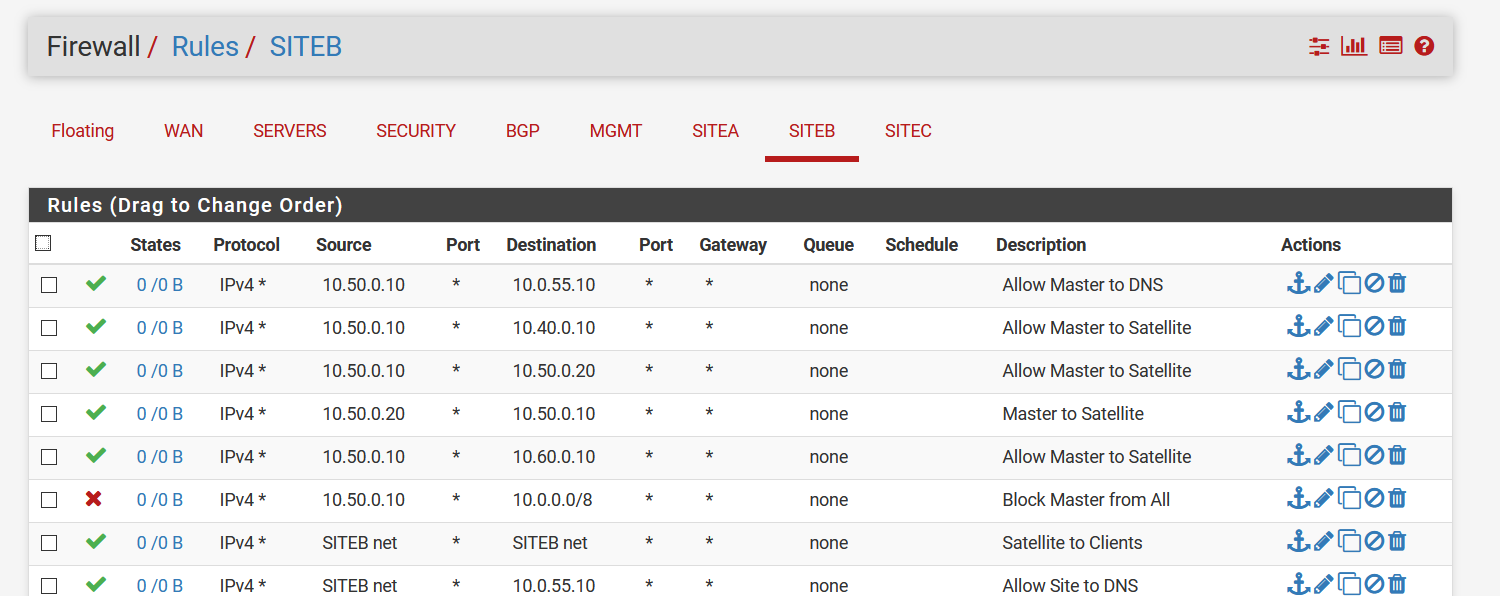 Firewall / Rules / SITEB
Floating WAN SERVERS SECURITY BGP MGMT SITEA SITEB SITEC
Rules (Drag to Change Order)
States Protocol Source Port Destination Port Gateway Queue Schedule Description Actions
0 /0 B IPv4 * 10.50.0.10 * 10.0.55.10 * * none Allow Master to DNS
0 /0 B IPv4 * 10.50.0.10 * 10.40.0.10 * * none Allow Master to Satellite
0 /0 B IPv4 * 10.50.0.10 * 10.50.0.20 * * none Allow Master to Satellite
0 /0 B IPv4 * 10.50.0.20 * 10.50.0.10 * * none Master to Satellite
0 /0 B IPv4 * 10.50.0.10 * 10.60.0.10 * * none Allow Master to Satellite
0 /0 B IPv4 * 10.50.0.10 * 10.0.0.0/8 * * none Block Master from All
0 /0 B IPv4 * SITEB net * SITEB net * * none Satellite to Clients
0 /0 B IPv4 * SITEB net * 10.0.55.10 * * none Allow Site to DNS